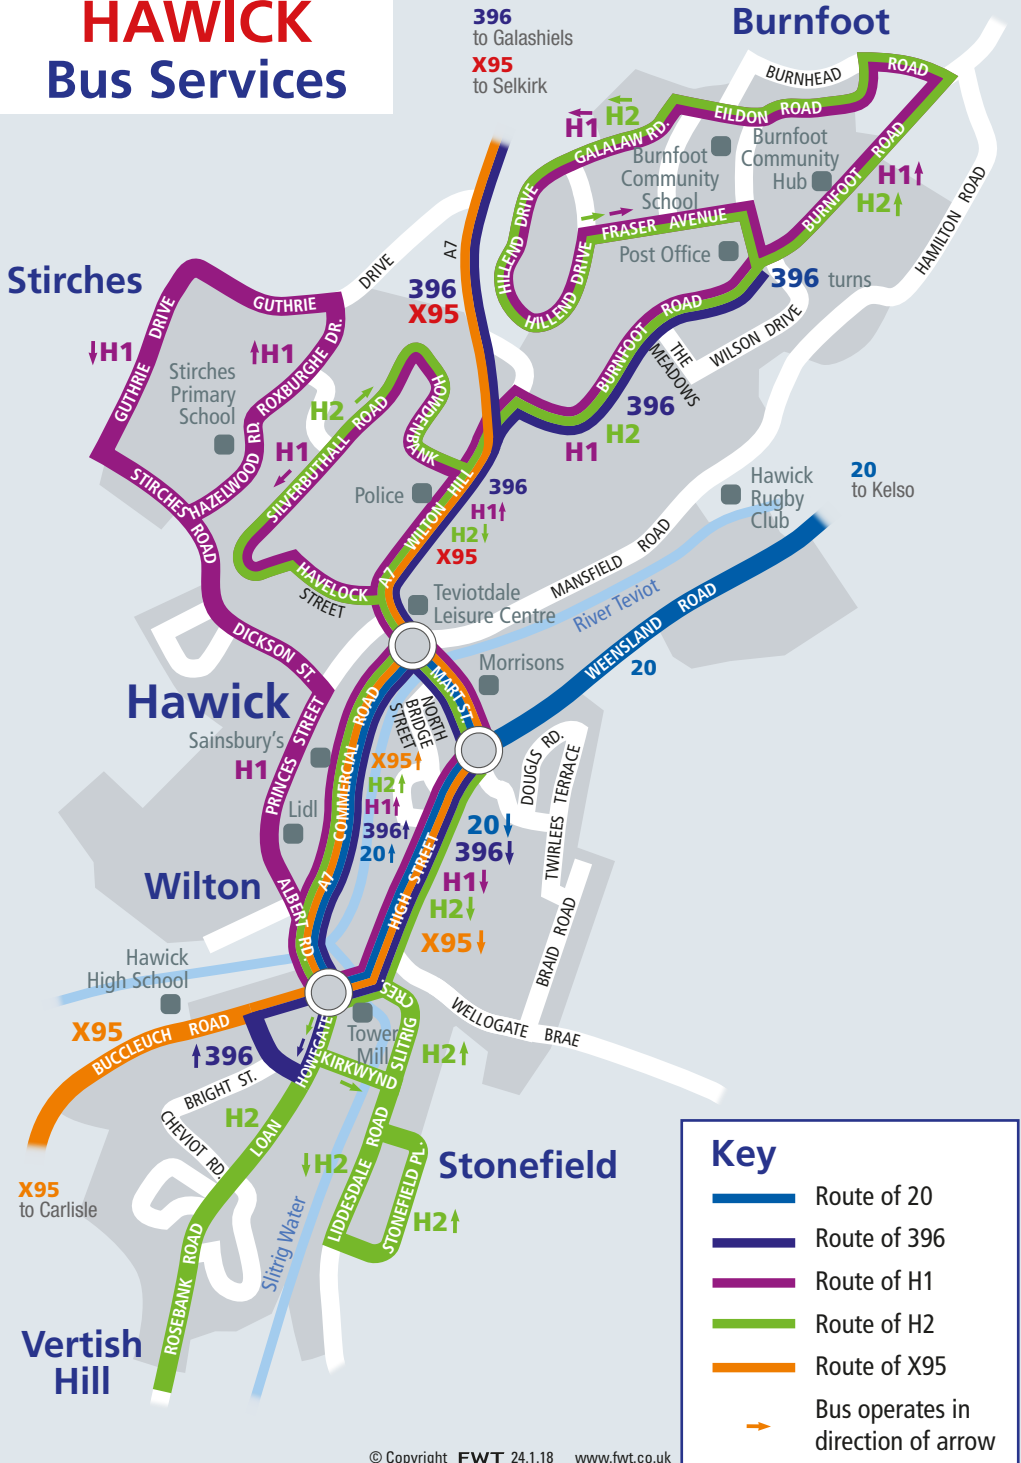 HAWICK
Bus Services
396
to Galashiels
X95
to Selkirk
Burnfoot
BURNHEAD
ROAD
EILDON ROAD
H2
H1
GALALAW RD.
Burnfoot
Community
School
Burnfoot
Community
Hub
BURNFOOT ROAD
H1
H2
HAMILTON ROAD
HILLEND DRIVE
FRASER AVENUE
Post Office
HILLEND DRIVE
396 turns
A7
DRIVE
396
X95
Stirches
GUTHRIE
GUTHRIE DRIVE
H1
H1
ROXBURGHE DR.
Stirches
Primary
School
BURNFOOT ROAD
THE
MEADOWS
WILSON DRIVE
396
H2
H1
H2
HOWDENBANK
H1
SILVERBUTHALL ROAD
HAZELWOOD RD.
STIRCHES ROAD
Police
WILTON HILL
A7
396
H1
H2
X95
Hawick
Rugby
Club
20
to Kelso
HAVELOCK
STREET
Teviotdale
Leisure Centre
MANSFIELD ROAD
River Teviot
WEENSLAND ROAD
20
DICKSON ST.
Morrisons
MART ST.
Hawick
Sainsbury's
H1
PRINCES STREET
COMMERCIAL ROAD
A7
NORTH
BRIDGE
STREET
X95
H2
H1
396
20
DOUGLS RD.
TWIRLEES TERRACE
20
396
H1
H2
X95
HIGH STREET
Lidl
Wilton
ALBERT RD.
BRAID ROAD
Hawick
High School
CRES.
SLITRIG
WELLOGATE BRAE
X95
BUCCLEUCH ROAD
396
HOWEGATE
Tower
Mill
KIRKWYND
H2
BRIGHT ST.
CHEVIOT RD.
H2
LOAN
H2
LIDDESDALE ROAD
STONEFIELD PL.
Stonefield
H2
X95
to Carlisle
Slitrig Water
ROSEBANK ROAD
Vertish
Hill
Key
Route of 20
Route of 396
Route of H1
Route of H2
Route of X95
Bus operates in
direction of arrow
© Copyright FWT 24.1.18 www.fwt.co.uk